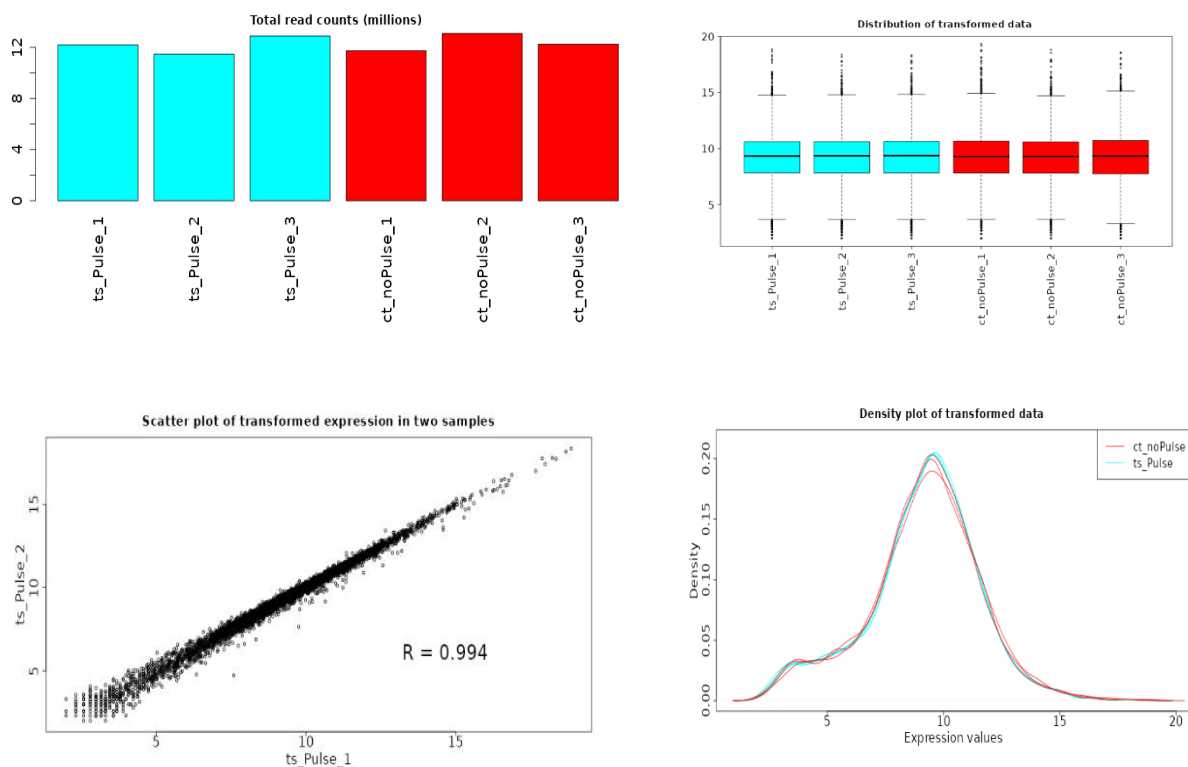 Total read counts (millions)
0
4
8
12
ts_Pulse_1
ts_Pulse_2
ts_Pulse_3
ct_noPulse_1
ct_noPulse_2
ct_noPulse_3
Distribution of transformed data
20
15
10
5
ts_Pulse_1
ts_Pulse_2
ts_Pulse_3
ct_noPulse_1
ct_noPulse_2
ct_noPulse_3
Scatter plot of transformed expression in two samples
ts_Pulse_2
15
10
5
R = 0.994
5
10
15
ts_Pulse_1
Density plot of transformed data
ct_noPulse
ts_Pulse
Density
0.20
0.15
0.10
0.05
0.00
5
10
15
20
Expression values